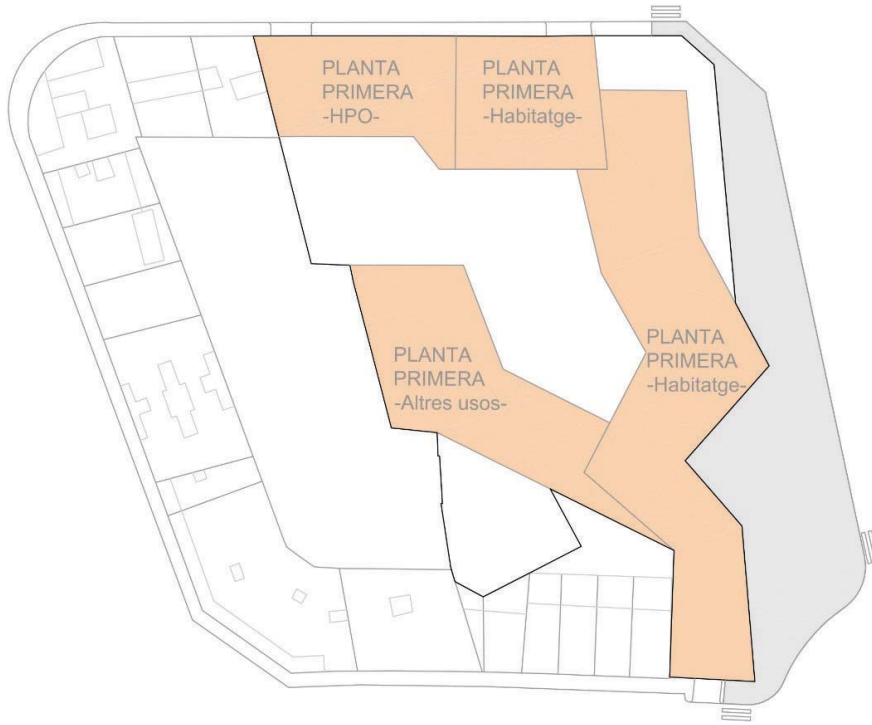 PLANTA
PRIMERA
-HPO-
PLANTA
PRIMERA
-Habitatge-
PLANTA
PRIMERA
-Altres usos-
PLANTA
PRIMERA
-Habitatge-